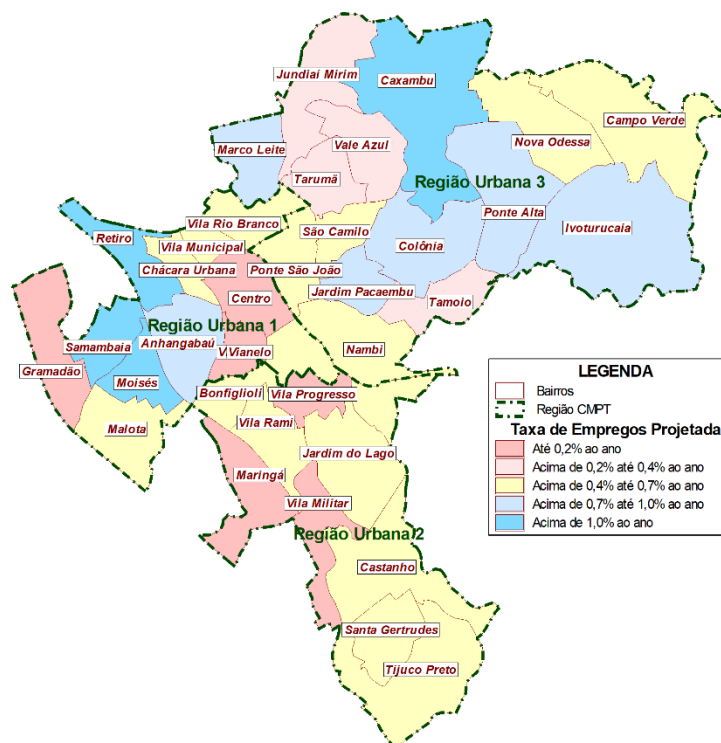 Jundiaí Mirim
Caxambu
Campo Verde
Nova Odessa
Marco Leite
Vale Azul
Tarumã
Região Urbana 3
Ponte Alta
Vila Rio Branco
São Camilo
Ivoturucaia
Retiro
Vila Municipal
Colônia
Chácara Urbana
Ponte São João
Jardim Pacaembu
Centro
Tamoio
Região Urbana 1
Samambaia
Anhangabaú
Vianelo
Nambi
Gramadão
Moisés
Bonfiglioli
Vila Progresso
Malota
Vila Rami
Jardim do Lago
Maringá
Vila Militar
Região Urbana 2
Castanho
Santa Gertrudes
Tijuco Preto
LEGENDA
Bairros
Região CMPT
Taxa de Empregos Projetada
Até 0,2% ao ano
Acima de 0,2% até 0,4% ao ano
Acima de 0,4% até 0,7% ao ano
Acima de 0,7% até 1,0% ao ano
Acima de 1,0% ao ano